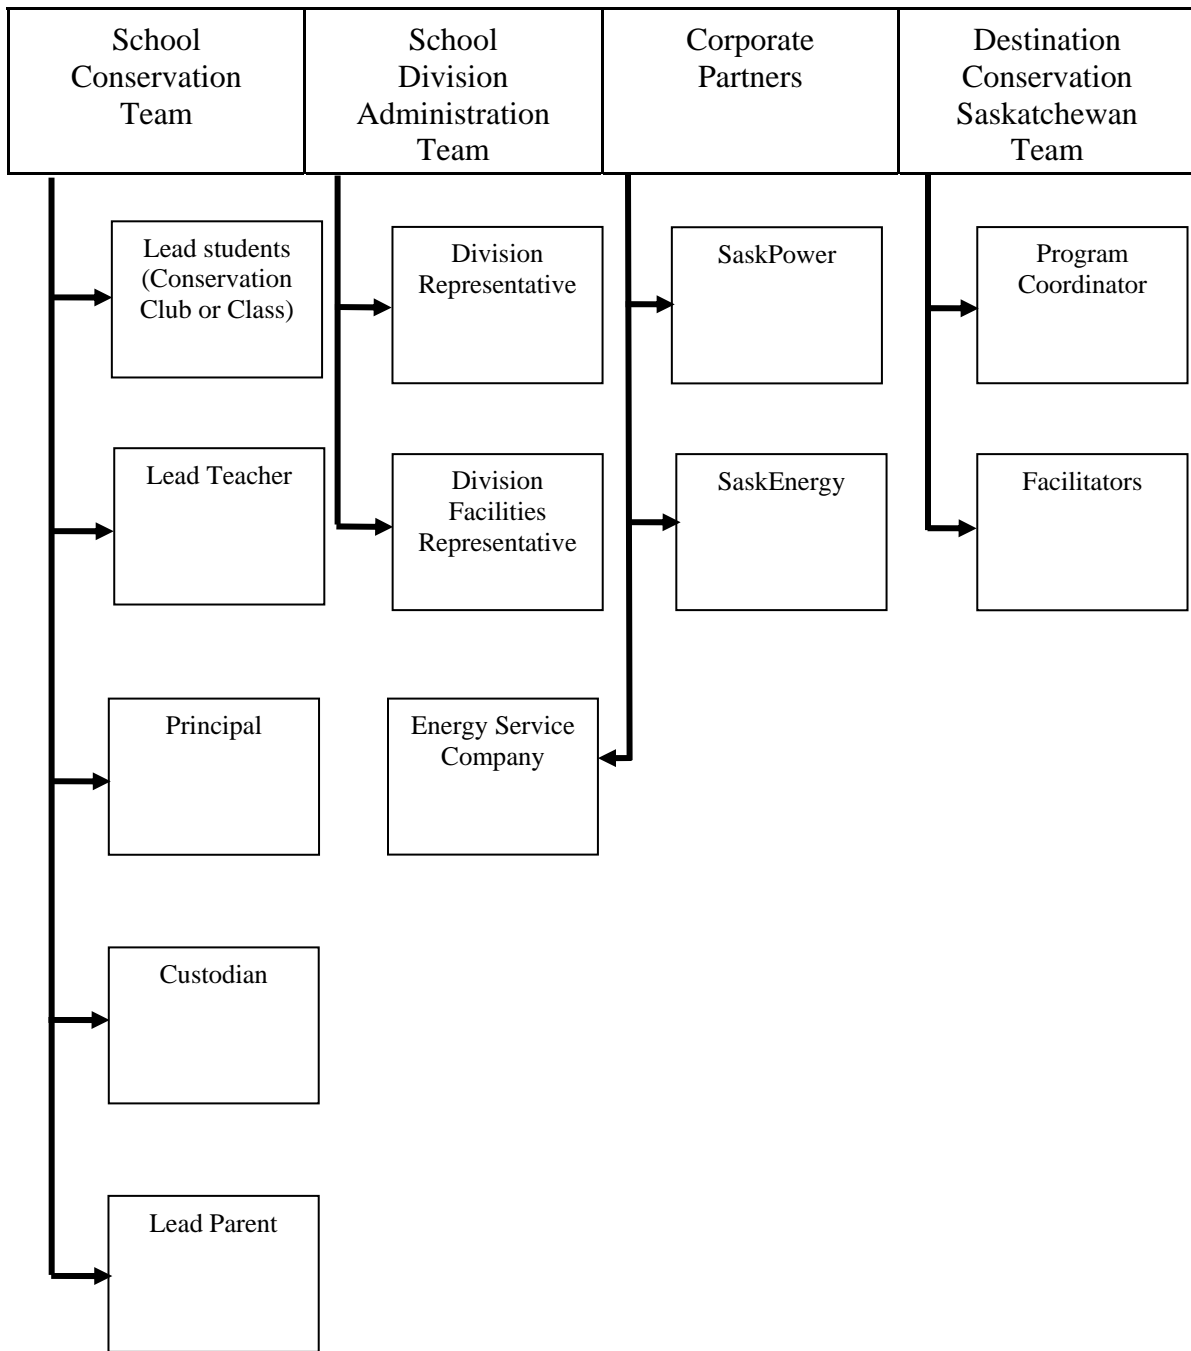 School
Conservation
Team
School
Division
Administration
Team
Corporate
Partners
Destination
Conservation
Saskatchewan
Team
Lead students
(Conservation
Club or Class)
Division
Representative
SaskPower
Program
Coordinator
Lead Teacher
Division
Facilities
Representative
SaskEnergy
Facilitators
Principal
Energy Service
Company
Custodian
Lead Parent